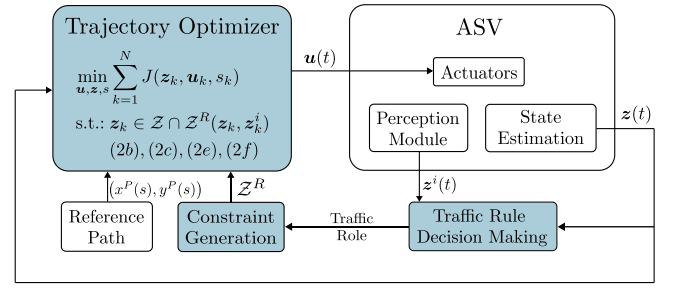 Trajectory Optimizer
min_{u,z,s} \sum_{k=1}^{N} J(z_k, u_k, s_k)
s.t.: z_k ∈ 𝒵 ∩ 𝒵^R(z_k, z_k^i)
(2b), (2c), (2e), (2f)
u(t)
ASV
Actuators
Perception
Module
State
Estimation
z(t)
(x^P(s), y^P(s))
𝒵^R
z^i(t)
Reference
Path
Constraint
Generation
Traffic
Role
Traffic Rule
Decision Making